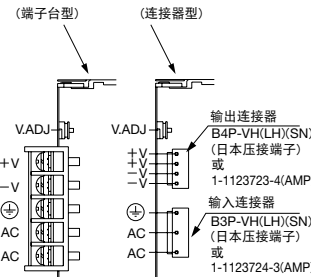 (端子台型)
(连接器型)
V.ADJ
+V
−V
AC
AC
V.ADJ
+V
+V
−V
−V
AC
AC
输出连接器
B4P-VH(LH)(SN)
(日本压接端子)
或
1-1123723-4(AMP)
输入连接器
B3P-VH(LH)(SN)
(日本压接端子)
或
1-1123724-3(AMP)